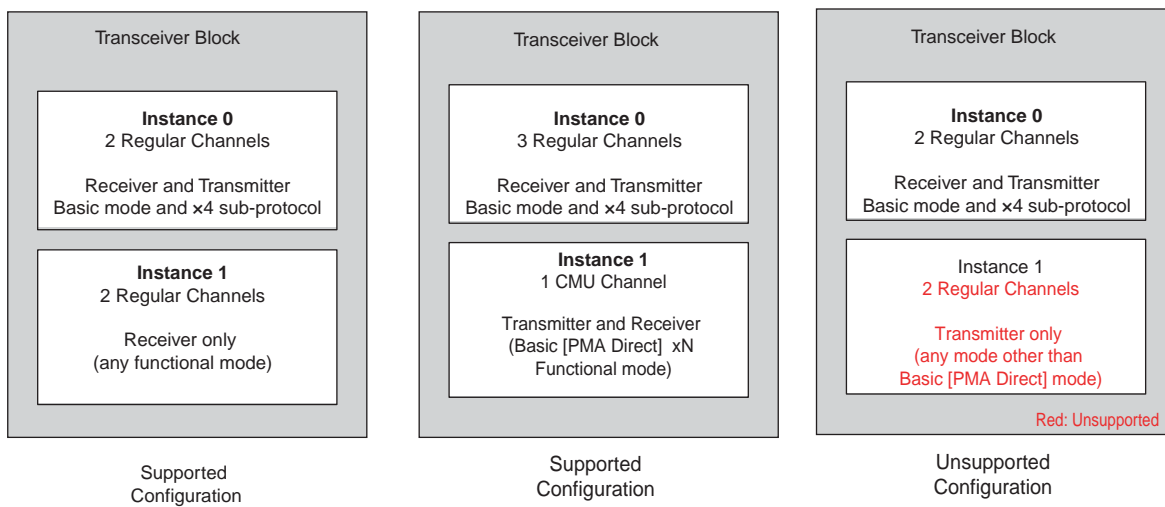 Transceiver Block
Instance 0
2 Regular Channels
Receiver and Transmitter
Basic mode and ×4 sub-protocol
Instance 1
2 Regular Channels
Receiver only
(any functional mode)
Supported
Configuration
Transceiver Block
Instance 0
3 Regular Channels
Receiver and Transmitter
Basic mode and ×4 sub-protocol
Instance 1
1 CMU Channel
Transmitter and Receiver
(Basic [PMA Direct] xN
Functional mode)
Supported
Configuration
Transceiver Block
Instance 0
2 Regular Channels
Receiver and Transmitter
Basic mode and ×4 sub-protocol
Instance 1
2 Regular Channels
Transmitter only
(any mode other than
Basic [PMA Direct] mode)
Red: Unsupported
Unsupported
Configuration